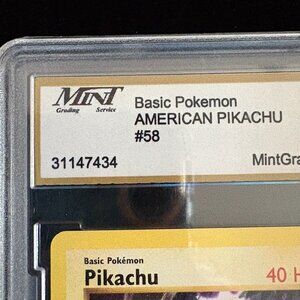 MINT
Grading Service
Basic Pokemon
AMERICAN PIKACHU
#58
31147434
MintGra
Basic Pokémon
Pikachu
40 H